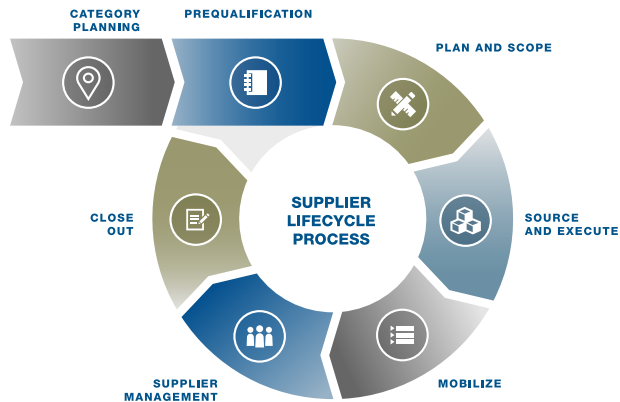 CATEGORY
PLANNING
PREQUALIFICATION
PLAN AND SCOPE
SOURCE
AND EXECUTE
MOBILIZE
SUPPLIER
MANAGEMENT
CLOSE
OUT
SUPPLIER
LIFECYCLE
PROCESS